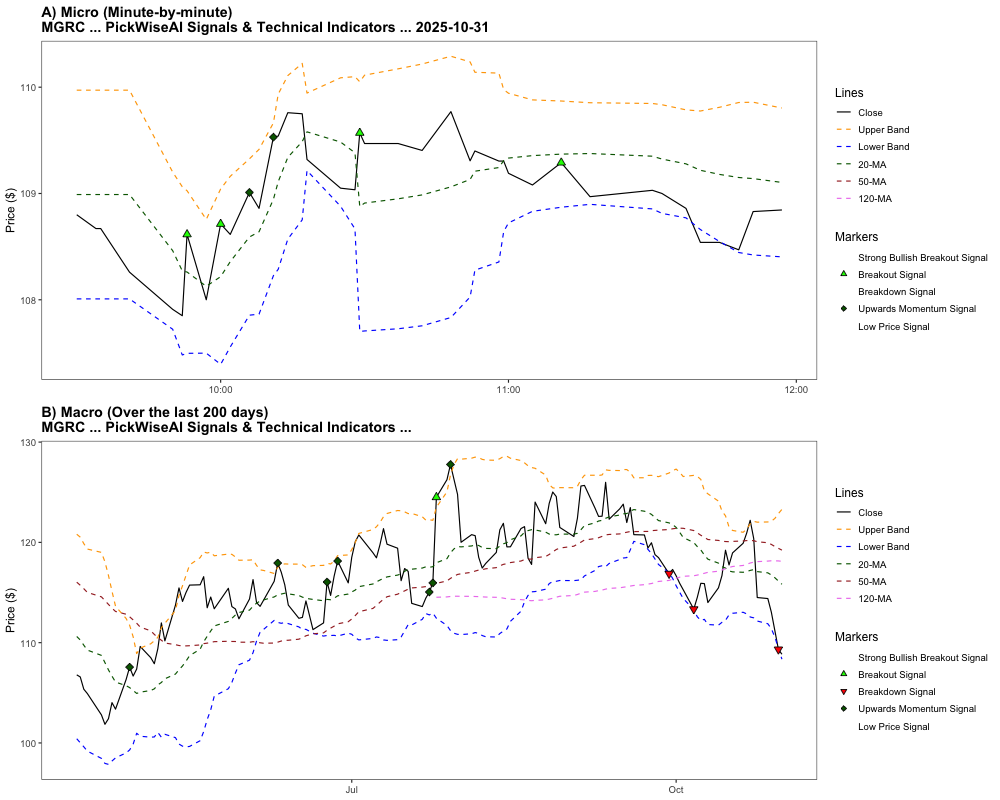 A) Micro (Minute-by-minute)
MGRC ... PickWiseAI Signals & Technical Indicators ... 2025-10-31
Price ($)
110
109
108
10:00
11:00
12:00
Lines
Close
Upper Band
Lower Band
20-MA
50-MA
120-MA
Markers
Strong Bullish Breakout Signal
Breakout Signal
Breakdown Signal
Upwards Momentum Signal
Low Price Signal
B) Macro (Over the last 200 days)
MGRC ... PickWiseAI Signals & Technical Indicators ...
Price ($)
130
120
110
100
Jul
Oct
Lines
Close
Upper Band
Lower Band
20-MA
50-MA
120-MA
Markers
Strong Bullish Breakout Signal
Breakout Signal
Breakdown Signal
Upwards Momentum Signal
Low Price Signal